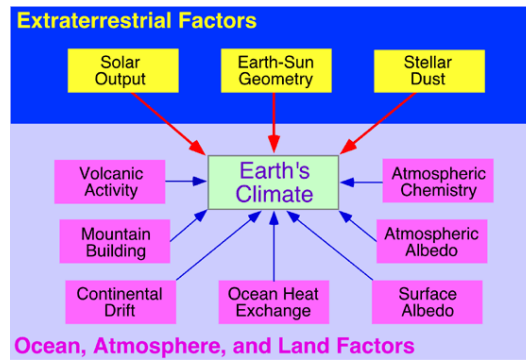 Extraterrestrial Factors
Solar
Output
Earth-Sun
Geometry
Stellar
Dust
Earth's
Climate
Volcanic
Activity
Atmospheric
Chemistry
Mountain
Building
Atmospheric
Albedo
Continental
Drift
Ocean Heat
Exchange
Surface
Albedo
Ocean, Atmosphere, and Land Factors